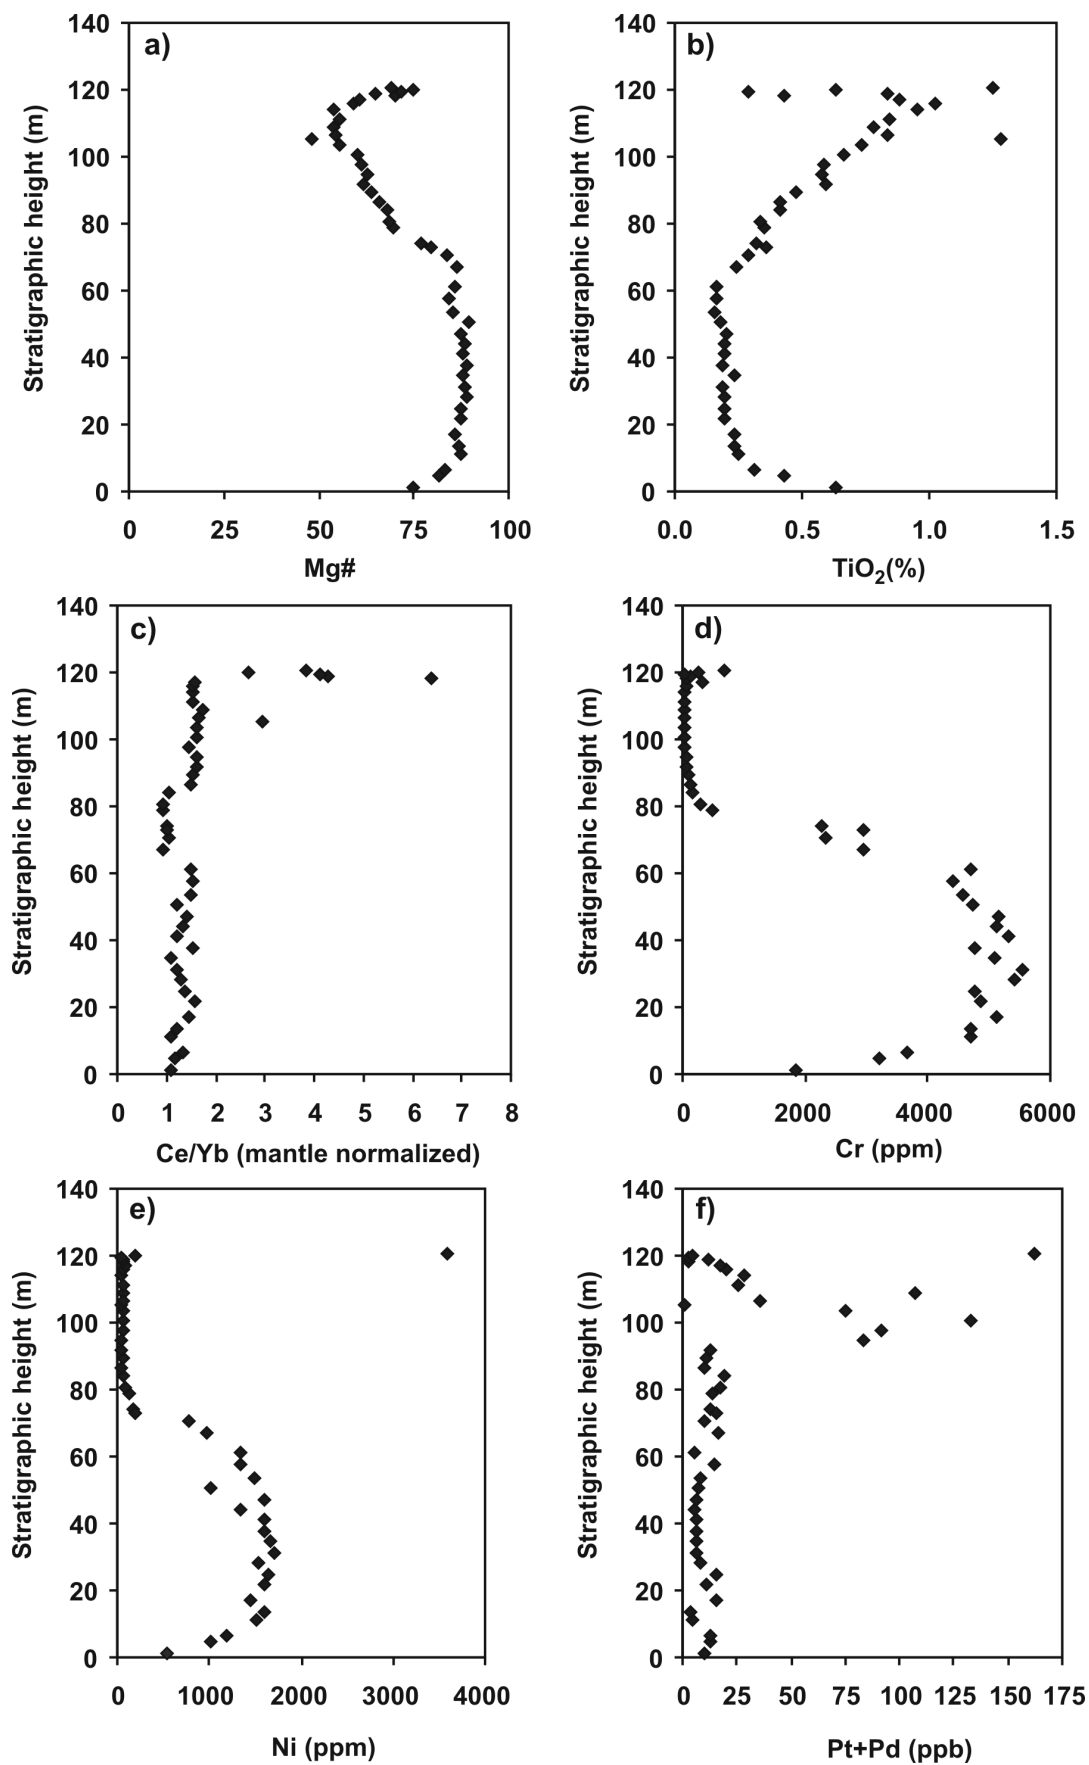 a) b)
140 140
120 120
100 100
80 80
60 60
40 40
20 20
0 0
Stratigraphic height (m) Stratigraphic height (m)
0 25 50 75 100 0.0 0.5 1.0 1.5
Mg# TiO2(%)
c) d)
140 140
120 120
100 100
80 80
60 60
40 40
20 20
0 0
Stratigraphic height (m) Stratigraphic height (m)
0 1 2 3 4 5 6 7 8 0 2000 4000 6000
Ce/Yb (mantle normalized) Cr (ppm)
e) f)
140 140
120 120
100 100
80 80
60 60
40 40
20 20
0 0
Stratigraphic height (m) Stratigraphic height (m)
0 1000 2000 3000 4000 0 25 50 75 100 125 150 175
Ni (ppm) Pt+Pd (ppb)